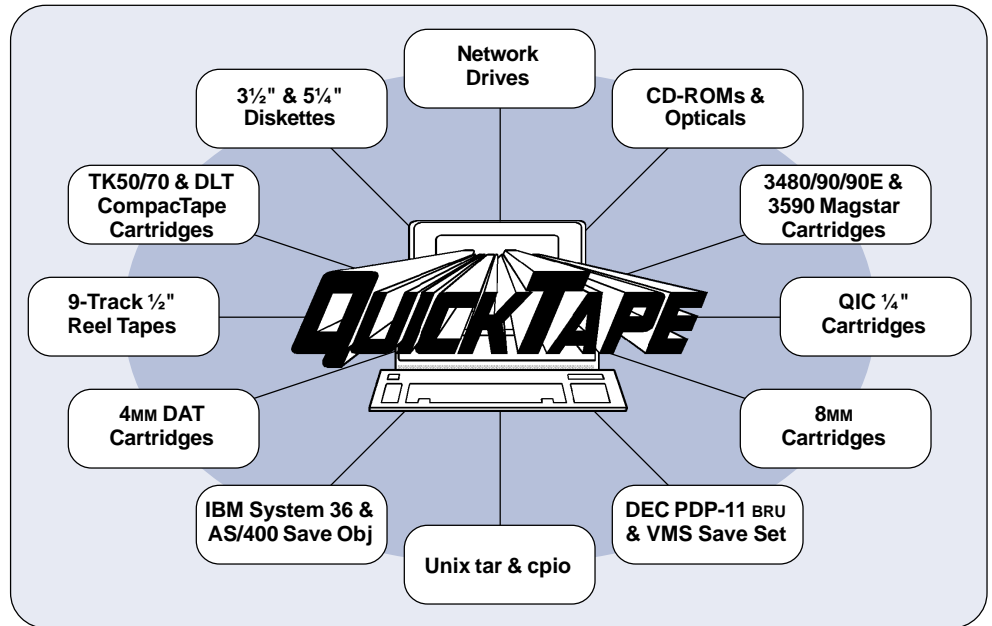 Network
Drives
3½" & 5¼"
Diskettes
CD-ROMs &
Opticals
TK50/70 & DLT
CompacTape
Cartridges
3480/90/90E &
3590 Magstar
Cartridges
9-Track ½"
Reel Tapes
QUICKTAPE
QIC ¼"
Cartridges
4MM DAT
Cartridges
8MM
Cartridges
IBM System 36 &
AS/400 Save Obj
DEC PDP-11 BRU
& VMS Save Set
Unix tar & cpio